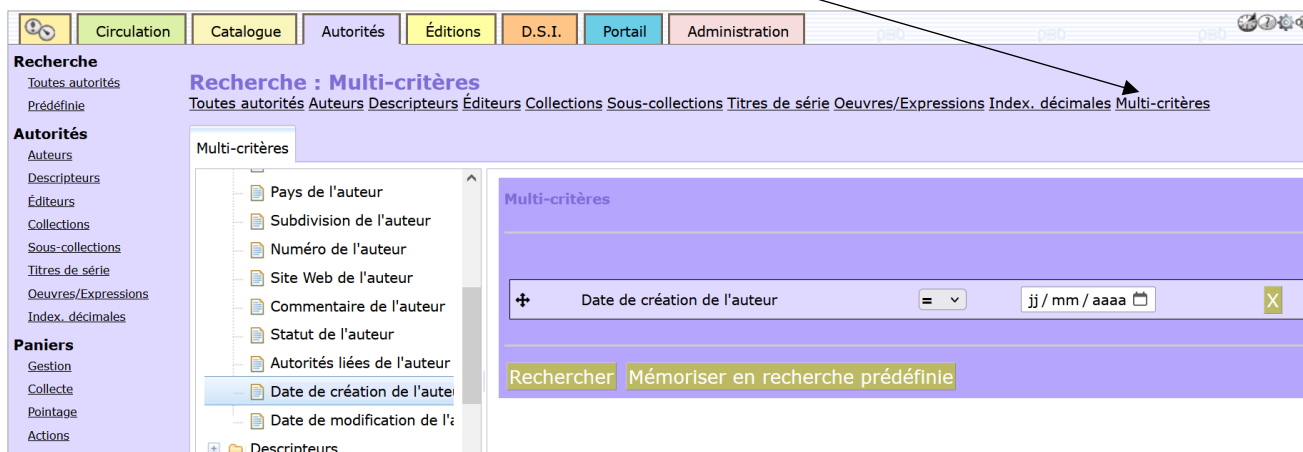 Circulation Catalogue Autorités Éditions D.S.I. Portail Administration
pmb pmb pmb
Recherche
Toutes autorités
Prédéfinie
Autorités
Auteurs
Descripteurs
Éditeurs
Collections
Sous-collections
Titres de série
Oeuvres/Expressions
Index. décimales
Paniers
Gestion
Collecte
Pointage
Actions
Recherche : Multi-critères
Toutes autorités Auteurs Descripteurs Éditeurs Collections Sous-collections Titres de série Oeuvres/Expressions Index. décimales Multi-critères
Multi-critères
Pays de l'auteur
Subdivision de l'auteur
Numéro de l'auteur
Site Web de l'auteur
Commentaire de l'auteur
Statut de l'auteur
Autorités liées de l'auteur
Date de création de l'auteu
Date de modification de l'a
Descripteurs
Multi-critères
Date de création de l'auteur = jj / mm / aaaa X
Rechercher Mémoriser en recherche prédéfinie